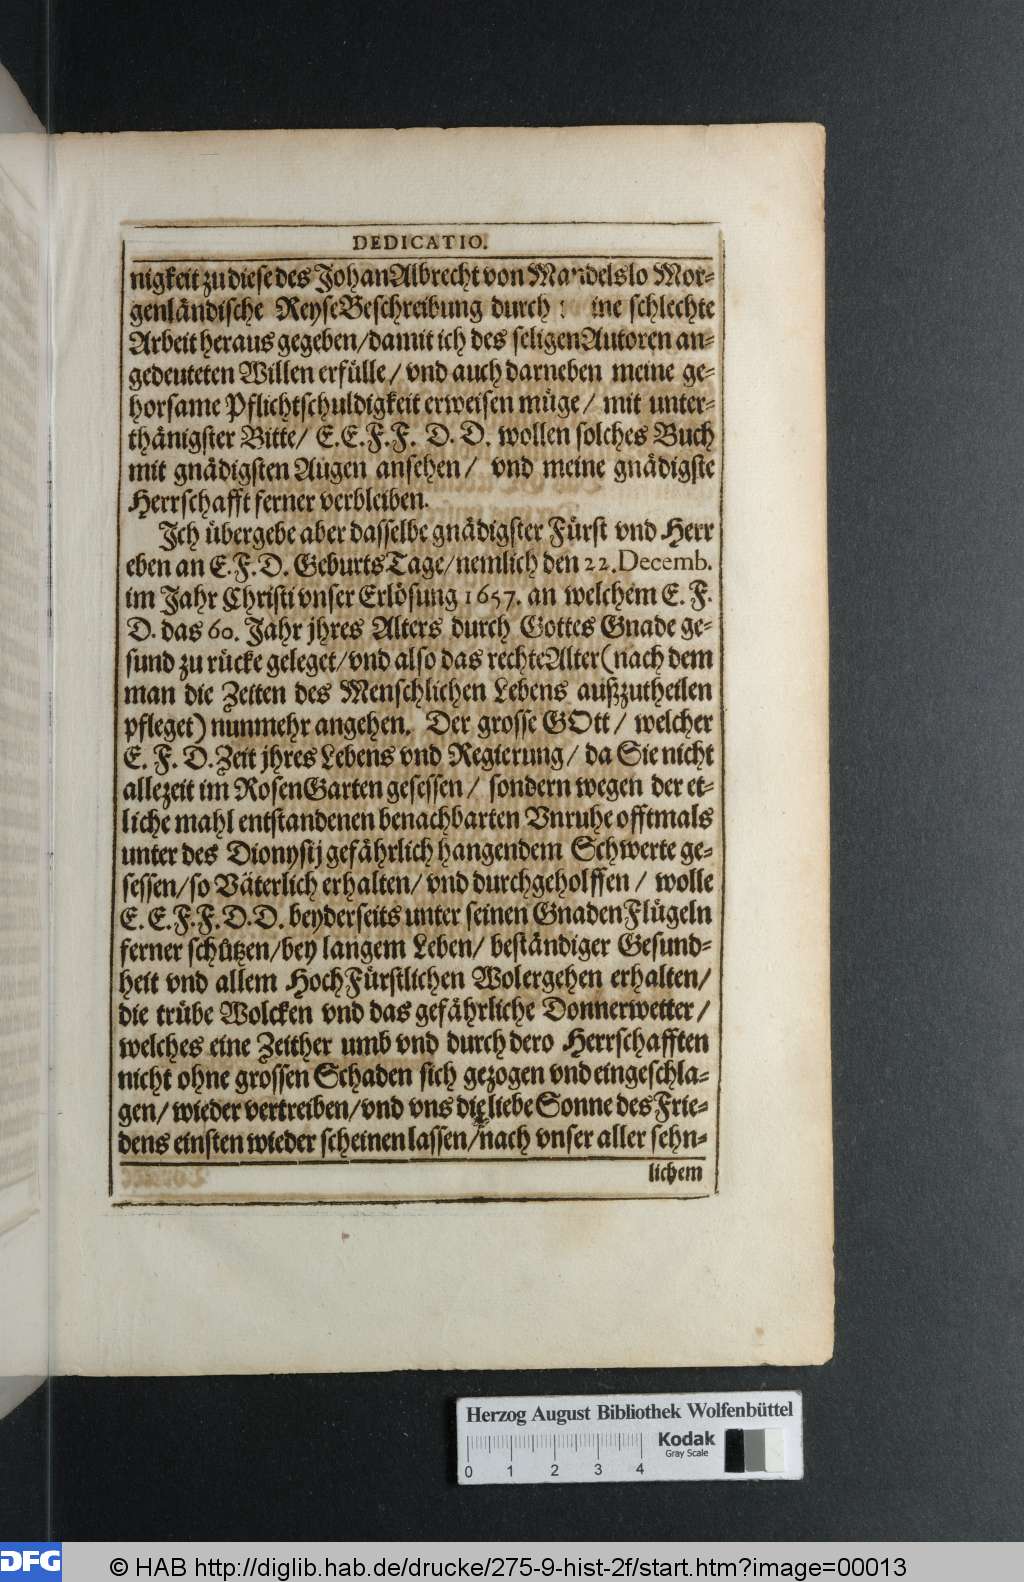 DEDICATIO.
nigkeit zu diese des Johan Albrecht von Mandelslo Mor-
genländische ReyseBeschreibung durch ine schlechte
Arbeit heraus gegeben/damit ich des seligen Autoren an-
gedeuteten Willen erfülle/ vnd auch darneben meine ge-
horsame Pflichtschuldigkeit erweisen müge/ mit unter-
thänigster Bitte/ E. E. F. F. D. D. wollen solches Buch
mit gnädigsten Augen ansehen/ vnd meine gnädigste
Herrschafft ferner verbleiben.
Ich übergebe aber dasselbe gnädigster Fürst vnd Herr
eben an E. F. D. GeburtsTage/nemlich den 22. Decemb.
im Jahr Christi vnser Erlösung 1657. an welchem E. F.
D. das 60. Jahr jhres Alters durch Gottes Gnade ge-
sund zu rücke geleget/vnd also das rechte Alter (nach dem
man die Zeiten des Menschlichen Lebens außzutheilen
pfleget) nunmehr angehen. Der grosse GOtt/ welcher
E. F. D. Zeit jhres Lebens vnd Regierung/ da Sie nicht
allezeit im RosenGarten gesessen/ sondern wegen der et-
liche mahl entstandenen benachbarten Vnruhe offtmals
unter des Dionysij gefährlich hangendem Schwerte ge-
sessen/so Väterlich erhalten/ vnd durchgeholffen/ wolle
E. E. F. F. D. D. beyderseits unter seinen GnadenFlügeln
ferner schützen/bey langem Leben/ beständiger Gesund-
heit vnd allem HochFürstlichen Wolergehen erhalten/
die trübe Wolcken vnd das gefährliche Donnerwetter/
welches eine Zeither umb vnd durch dero Herrschafften
nicht ohne grossen Schaden sich gezogen vnd eingeschla-
gen/ wieder vertreiben/vnd vns die liebe Sonne des Frie-
dens einsten wieder scheinen lassen/nach vnser aller sehn-
lichem
Herzog August Bibliothek Wolfenbüttel
Kodak
Gray Scale
0 1 2 3 4
DFG
© HAB http://diglib.hab.de/drucke/275-9-hist-2f/start.htm?image=00013